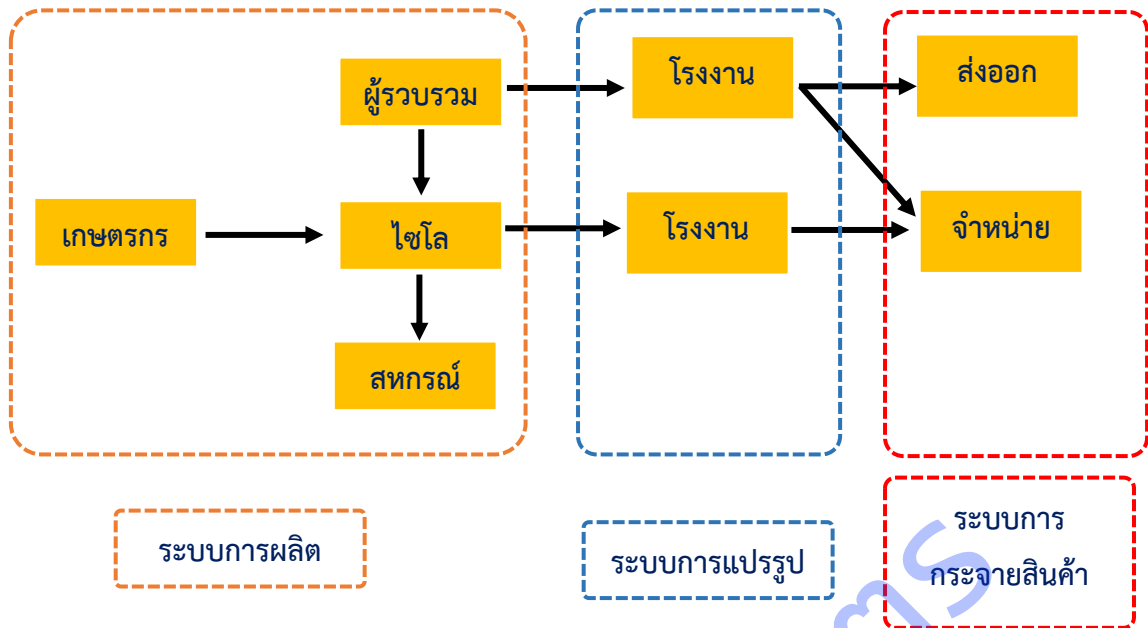 ผู้รวบรวม
โรงงาน
ส่งออก
เกษตรกร
ไซโล
โรงงาน
จำหน่าย
สหกรณ์
ระบบการผลิต
ระบบการแปรรูป
ระบบการ
กระจายสินค้า